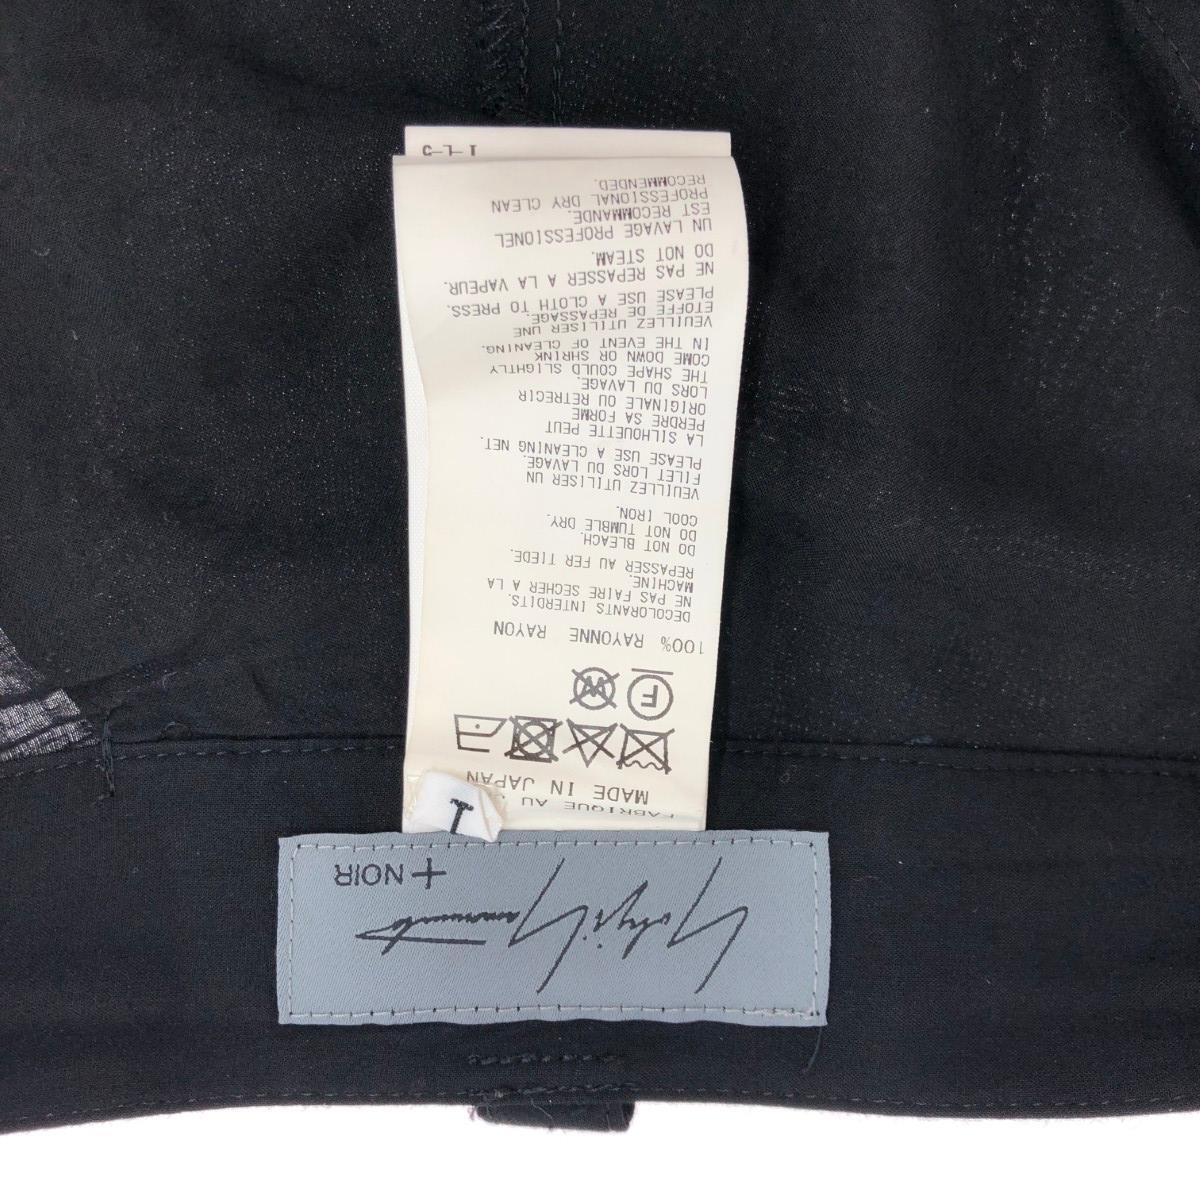 Yohji Yamamoto
+ NOIR
1
FABRIQUE AU
MADE IN JAPAN
F W
100% RAYONNE RAYON
DECOLORANTS INTERDITS.
NE PAS FAIRE SECHER A LA
MACHINE.
REPASSER AU FER TIEDE.
DO NOT BLEACH.
DO NOT TUMBLE DRY.
COOL IRON.
VEUILLEZ UTILISER UN
FILET LORS DU LAVAGE.
PLEASE USE A CLEANING NET.
LA SILHOUETTE PEUT
PERDRE SA FORME
ORIGINALE OU RETRECIR
LORS DU LAVAGE.
THE SHAPE COULD SLIGHTLY
COME DOWN OR SHRINK
IN THE EVENT OF CLEANING.
VEUILLEZ UTILISER UNE
ETOFFE DE REPASSAGE.
PLEASE USE A CLOTH TO PRESS.
NE PAS REPASSER A LA VAPEUR.
DO NOT STEAM.
UN LAVAGE PROFESSIONEL
EST RECOMMANDE.
PROFESSIONAL DRY CLEAN
RECOMMENDED.